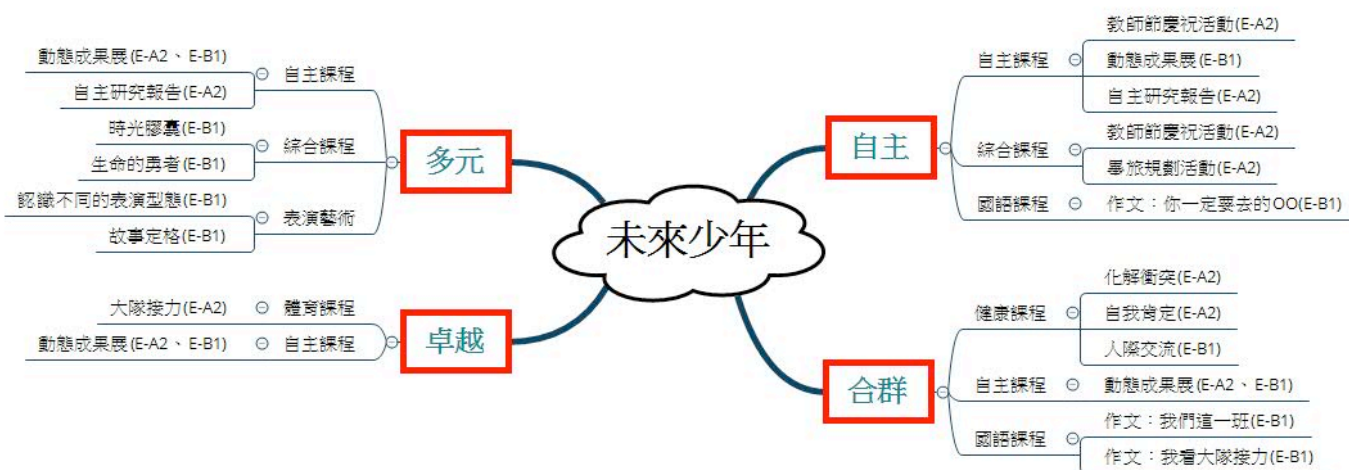 未來少年
多元
自主課程
動態成果展(E-A2、E-B1)
自主研究報告(E-A2)
綜合課程
時光膠囊(E-B1)
生命的勇者(E-B1)
表演藝術
認識不同的表演型態(E-B1)
故事定格(E-B1)
卓越
體育課程
大隊接力(E-A2)
自主課程
動態成果展(E-A2、E-B1)
自主
自主課程
教師節慶祝活動(E-A2)
動態成果展(E-B1)
自主研究報告(E-A2)
綜合課程
教師節慶祝活動(E-A2)
畢旅規劃活動(E-A2)
國語課程
作文：你一定要去的OO(E-B1)
合群
健康課程
化解衝突(E-A2)
自我肯定(E-A2)
人際交流(E-B1)
自主課程
動態成果展(E-A2、E-B1)
國語課程
作文：我們這一班(E-B1)
作文：我看大隊接力(E-B1)